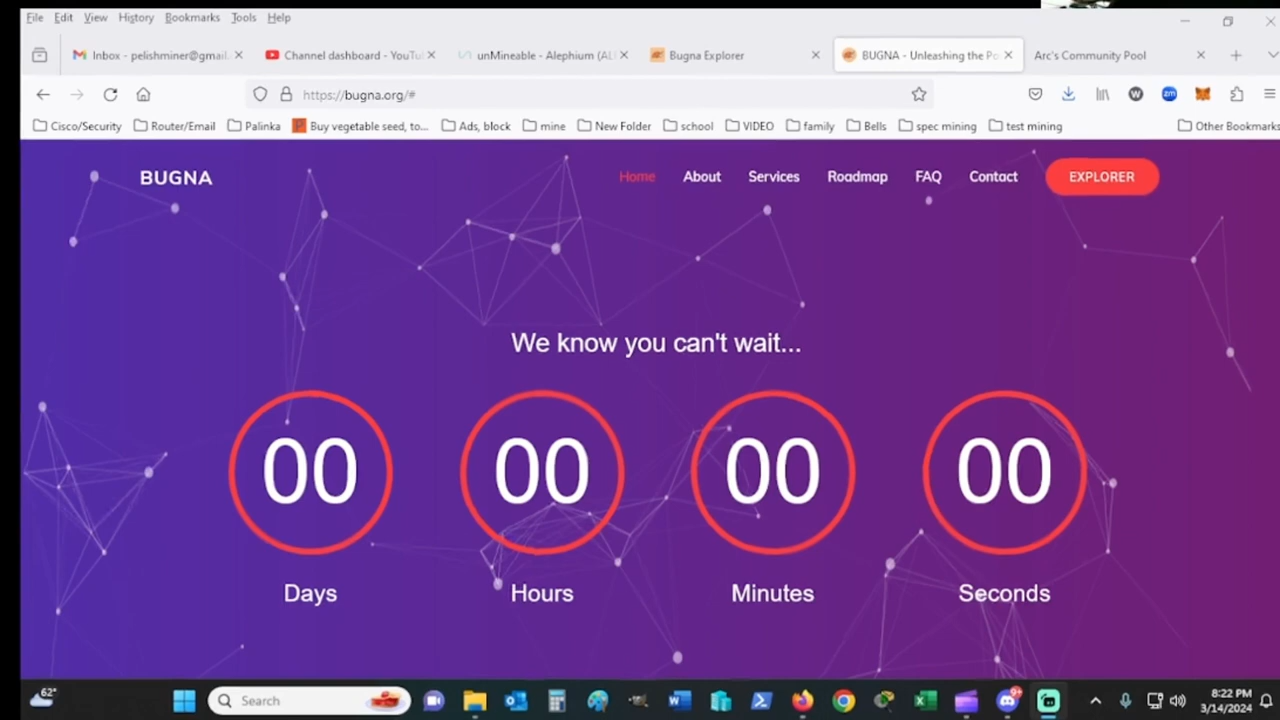 File Edit View History Bookmarks Tools Help
Inbox - pelishminer@gmail. Channel dashboard - YouTu unMineable - Alephium (AL Bugna Explorer BUGNA - Unleashing the Po Arc's Community Pool
https://bugna.org/#
Cisco/Security Router/Email Palinka Buy vegetable seed, to... Ads, block mine New Folder school VIDEO family Bells spec mining test mining Other Bookmarks
BUGNA Home About Services Roadmap FAQ Contact EXPLORER
We know you can't wait...
00 00 00 00
Days Hours Minutes Seconds
62° Search 8:22 PM
3/14/2024